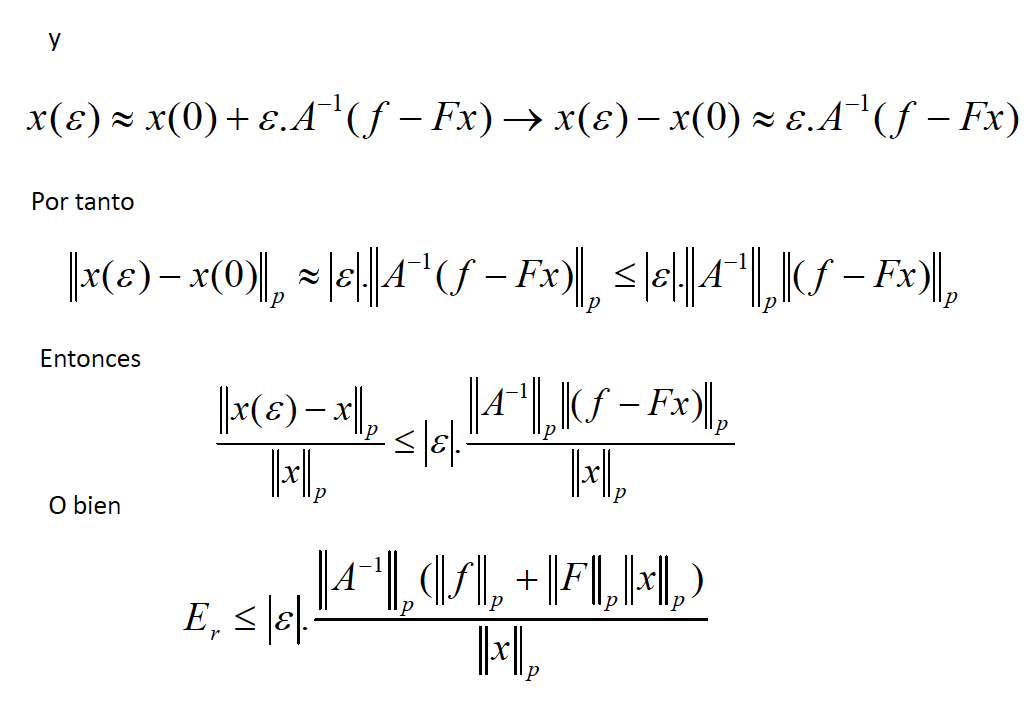 y
x(ε) ≈ x(0) + ε.A⁻¹(f − Fx) → x(ε) − x(0) ≈ ε.A⁻¹(f − Fx)
Por tanto
‖x(ε) − x(0)‖ₚ ≈ |ε|.‖A⁻¹(f − Fx)‖ₚ ≤ |ε|.‖A⁻¹‖ₚ‖(f − Fx)‖ₚ
Entonces
‖x(ε) − x‖ₚ / ‖x‖ₚ ≤ |ε|. ‖A⁻¹‖ₚ‖(f − Fx)‖ₚ / ‖x‖ₚ
O bien
Eᵣ ≤ |ε|. ‖A⁻¹‖ₚ(‖f‖ₚ + ‖F‖ₚ‖x‖ₚ) / ‖x‖ₚ